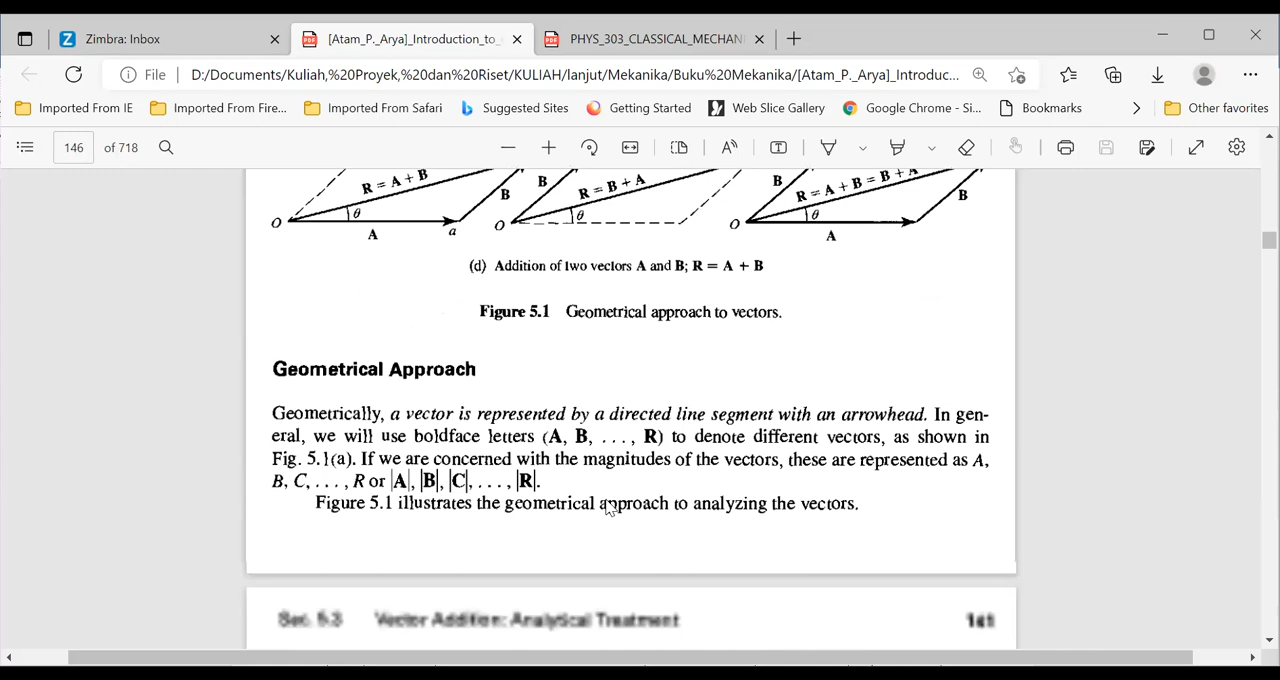 Zimbra: Inbox
[Atam_P._Arya]_Introduction_to_
PHYS_303_CLASSICAL_MECHANI
File
D:/Documents/Kuliah,%20Proyek,%20dan%20Riset/KULIAH/lanjut/Mekanika/Buku%20Mekanika/[Atam_P._Arya]_Introduc...
Imported From IE
Imported From Fire...
Imported From Safari
Suggested Sites
Getting Started
Web Slice Gallery
Google Chrome - Si...
Bookmarks
Other favorites
146 of 718
R = A + B
θ
O
A
a
B
B
R = B + A
θ
O
B
R = A + B = B + A
θ
O
A
B
(d) Addition of two vectors A and B; R = A + B
Figure 5.1 Geometrical approach to vectors.
Geometrical Approach
Geometrically, a vector is represented by a directed line segment with an arrowhead. In gen-
eral, we will use boldface letters (A, B, . . . , R) to denote different vectors, as shown in
Fig. 5.1(a). If we are concerned with the magnitudes of the vectors, these are represented as A,
B, C, . . . , R or |A|, |B|, |C|, . . . , |R|.
Figure 5.1 illustrates the geometrical approach to analyzing the vectors.
Sec. 5.3 Vector Addition: Analytical Treatment 141